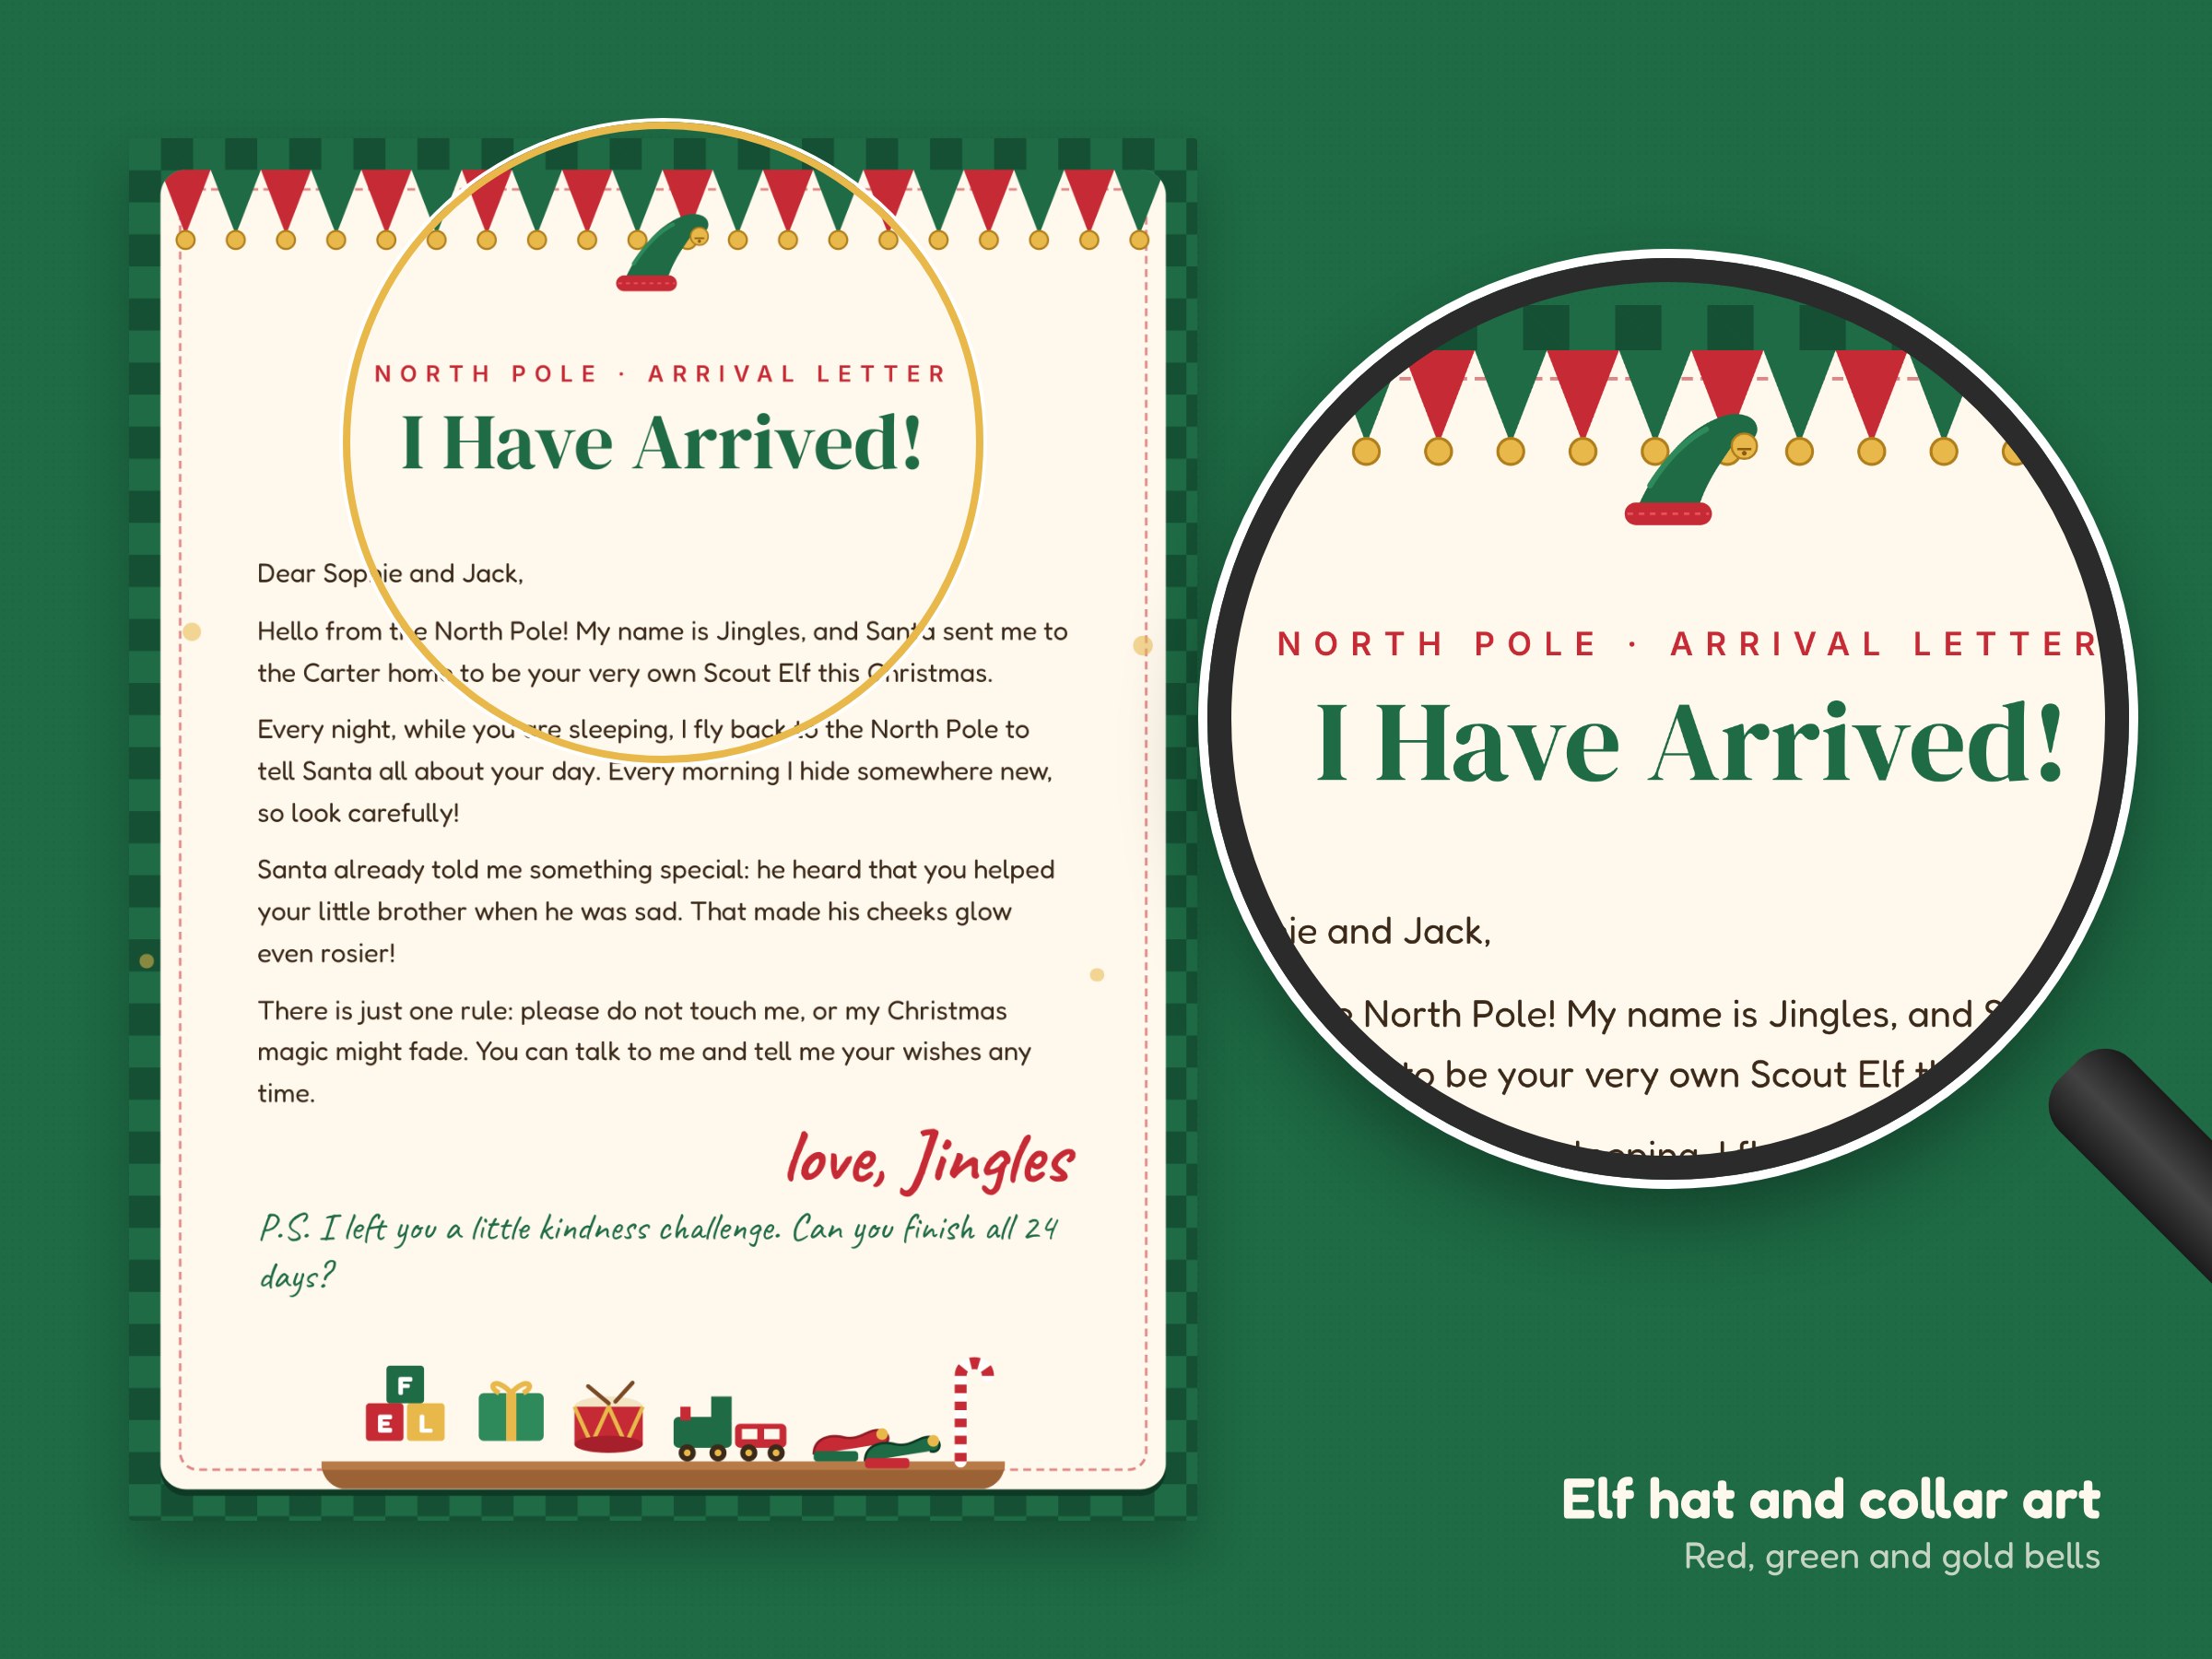 NORTH POLE · ARRIVAL LETTER
I Have Arrived!
Dear Sophie and Jack,
Hello from the North Pole! My name is Jingles, and Santa sent me to
the Carter home to be your very own Scout Elf this Christmas.
Every night, while you are sleeping, I fly back to the North Pole to
tell Santa all about your day. Every morning I hide somewhere new,
so look carefully!
Santa already told me something special: he heard that you helped
your little brother when he was sad. That made his cheeks glow
even rosier!
There is just one rule: please do not touch me, or my Christmas
magic might fade. You can talk to me and tell me your wishes any
time.
love, Jingles
P.S. I left you a little kindness challenge. Can you finish all 24
days?
F
E L
NORTH POLE · ARRIVAL LETTER
I Have Arrived!
ie and Jack,
North Pole! My name is Jingles, and
to be your very own Scout Elf
Elf hat and collar art
Red, green and gold bells